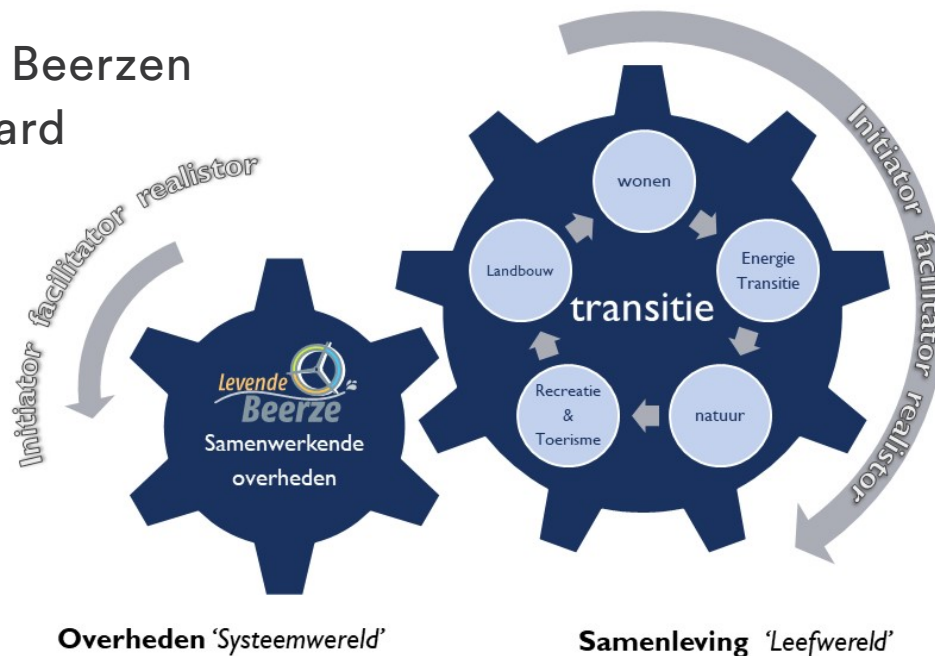 Beerzen
ard
Initiator facilitator realistor
Levende
Beerze
Samenwerkende
overheden
Overheden 'Systeemwereld'
Initiator facilitator realistor
wonen
Energie
Transitie
natuur
Recreatie
&
Toerisme
Landbouw
transitie
Samenleving 'Leefwereld'